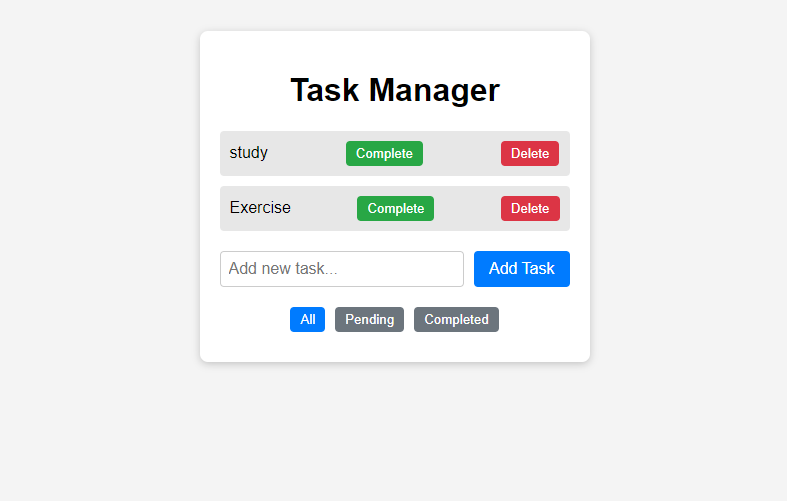 Task Manager
study Complete Delete
Exercise Complete Delete
Add new task... Add Task
All Pending Completed